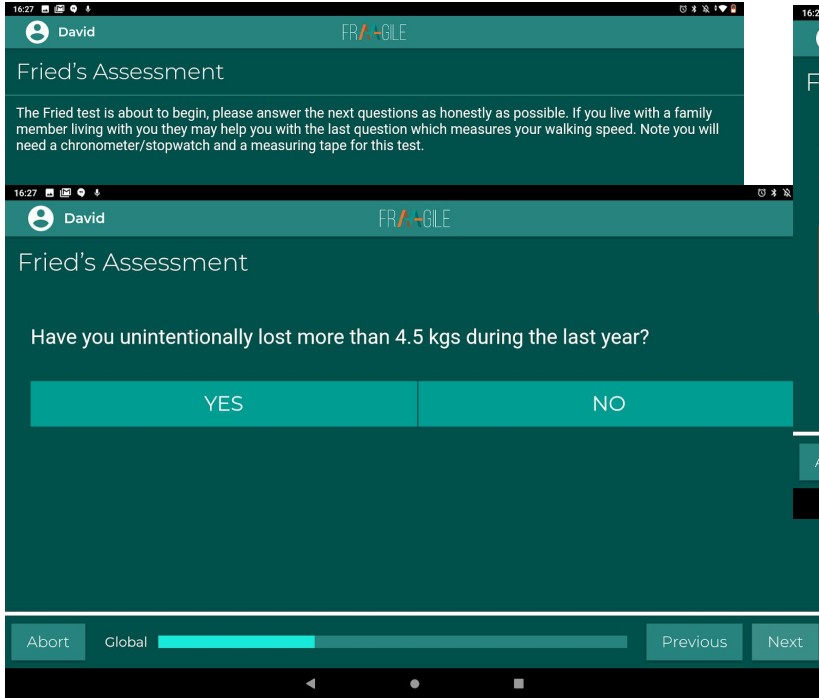 16:27
David
FRAAGILE
Fried's Assessment
The Fried test is about to begin, please answer the next questions as honestly as possible. If you live with a family
member living with you they may help you with the last question which measures your walking speed. Note you will
need a chronometer/stopwatch and a measuring tape for this test.
16:27
David
FRAAGILE
Fried's Assessment
Have you unintentionally lost more than 4.5 kgs during the last year?
YES NO
Abort Global Previous Next